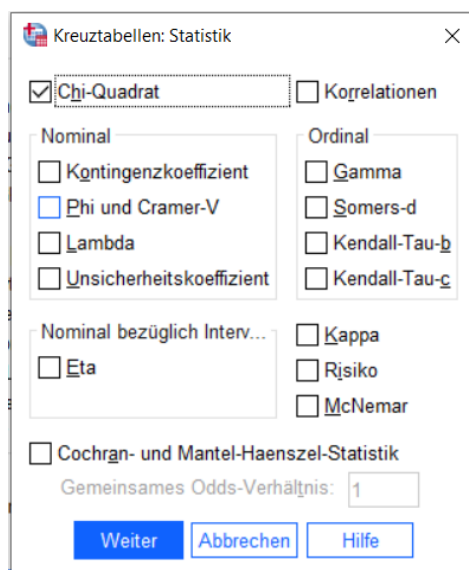 Kreuztabellen: Statistik
Chi-Quadrat
Korrelationen
Nominal
Kontingenzkoeffizient
Phi und Cramer-V
Lambda
Unsicherheitskoeffizient
Ordinal
Gamma
Somers-d
Kendall-Tau-b
Kendall-Tau-c
Nominal bezüglich Interv...
Eta
Kappa
Risiko
McNemar
Cochran- und Mantel-Haenszel-Statistik
Gemeinsames Odds-Verhältnis: 1
Weiter Abbrechen Hilfe